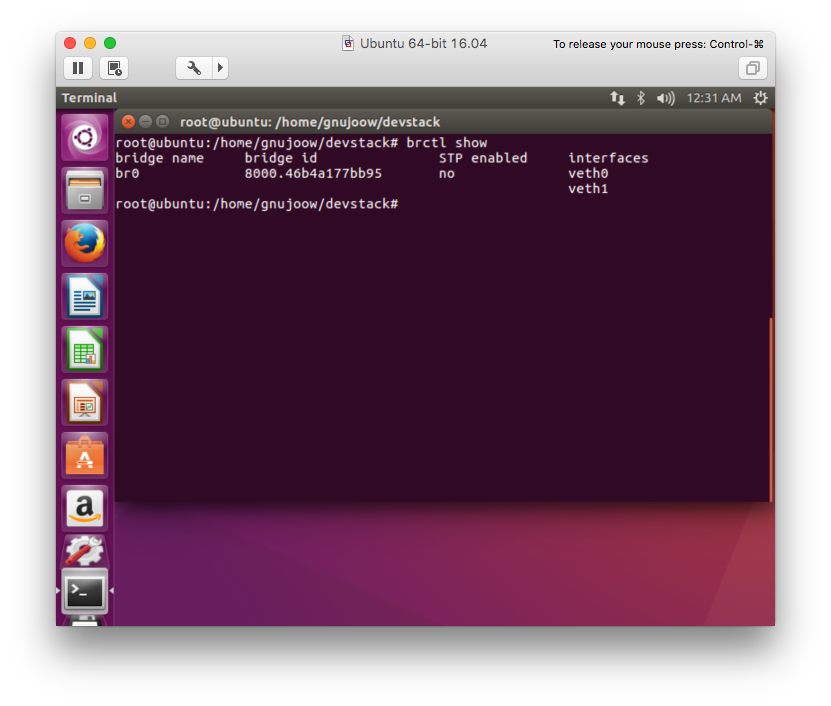 Ubuntu 64-bit 16.04
To release your mouse press: Control-⌘
Terminal
12:31 AM
root@ubuntu: /home/gnujoow/devstack
root@ubuntu:/home/gnujoow/devstack# brctl show
bridge name bridge id STP enabled interfaces
br0 8000.46b4a177bb95 no veth0
veth1
root@ubuntu:/home/gnujoow/devstack#